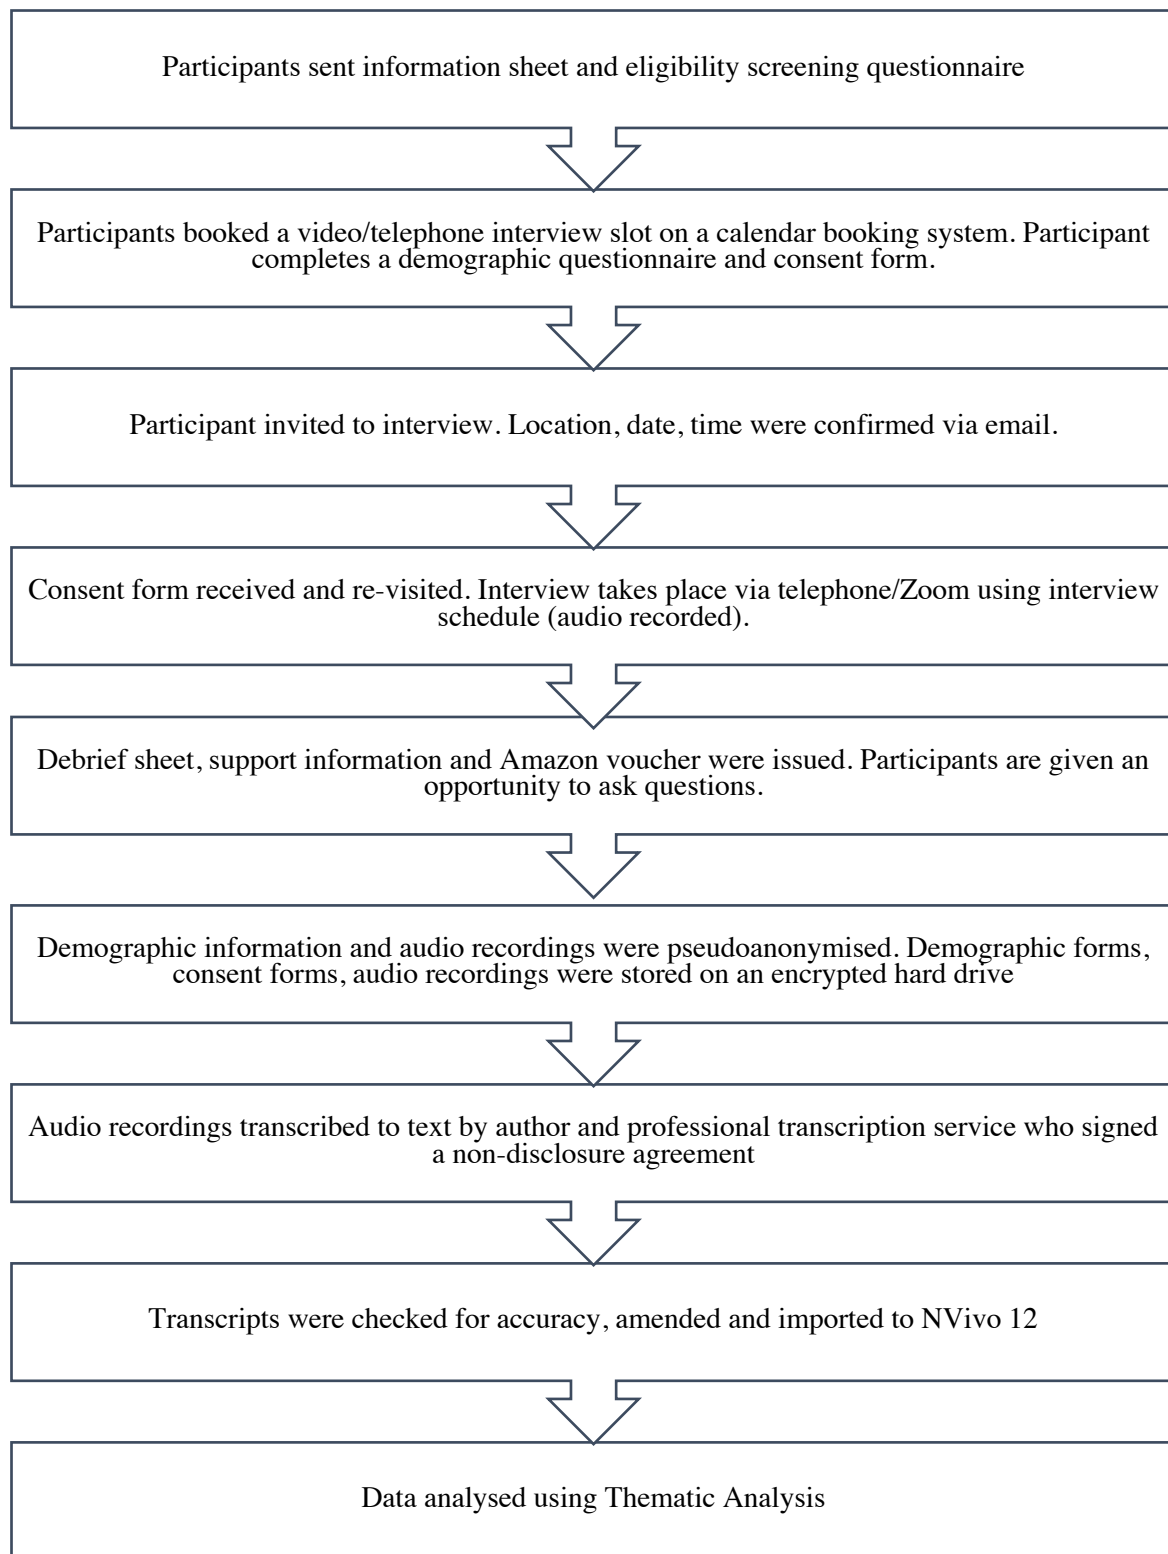 Participants sent information sheet and eligibility screening questionnaire
Participants booked a video/telephone interview slot on a calendar booking system. Participant
completes a demographic questionnaire and consent form.
Participant invited to interview. Location, date, time were confirmed via email.
Consent form received and re-visited. Interview takes place via telephone/Zoom using interview
schedule (audio recorded).
Debrief sheet, support information and Amazon voucher were issued. Participants are given an
opportunity to ask questions.
Demographic information and audio recordings were pseudoanonymised. Demographic forms,
consent forms, audio recordings were stored on an encrypted hard drive
Audio recordings transcribed to text by author and professional transcription service who signed
a non-disclosure agreement
Transcripts were checked for accuracy, amended and imported to NVivo 12
Data analysed using Thematic Analysis